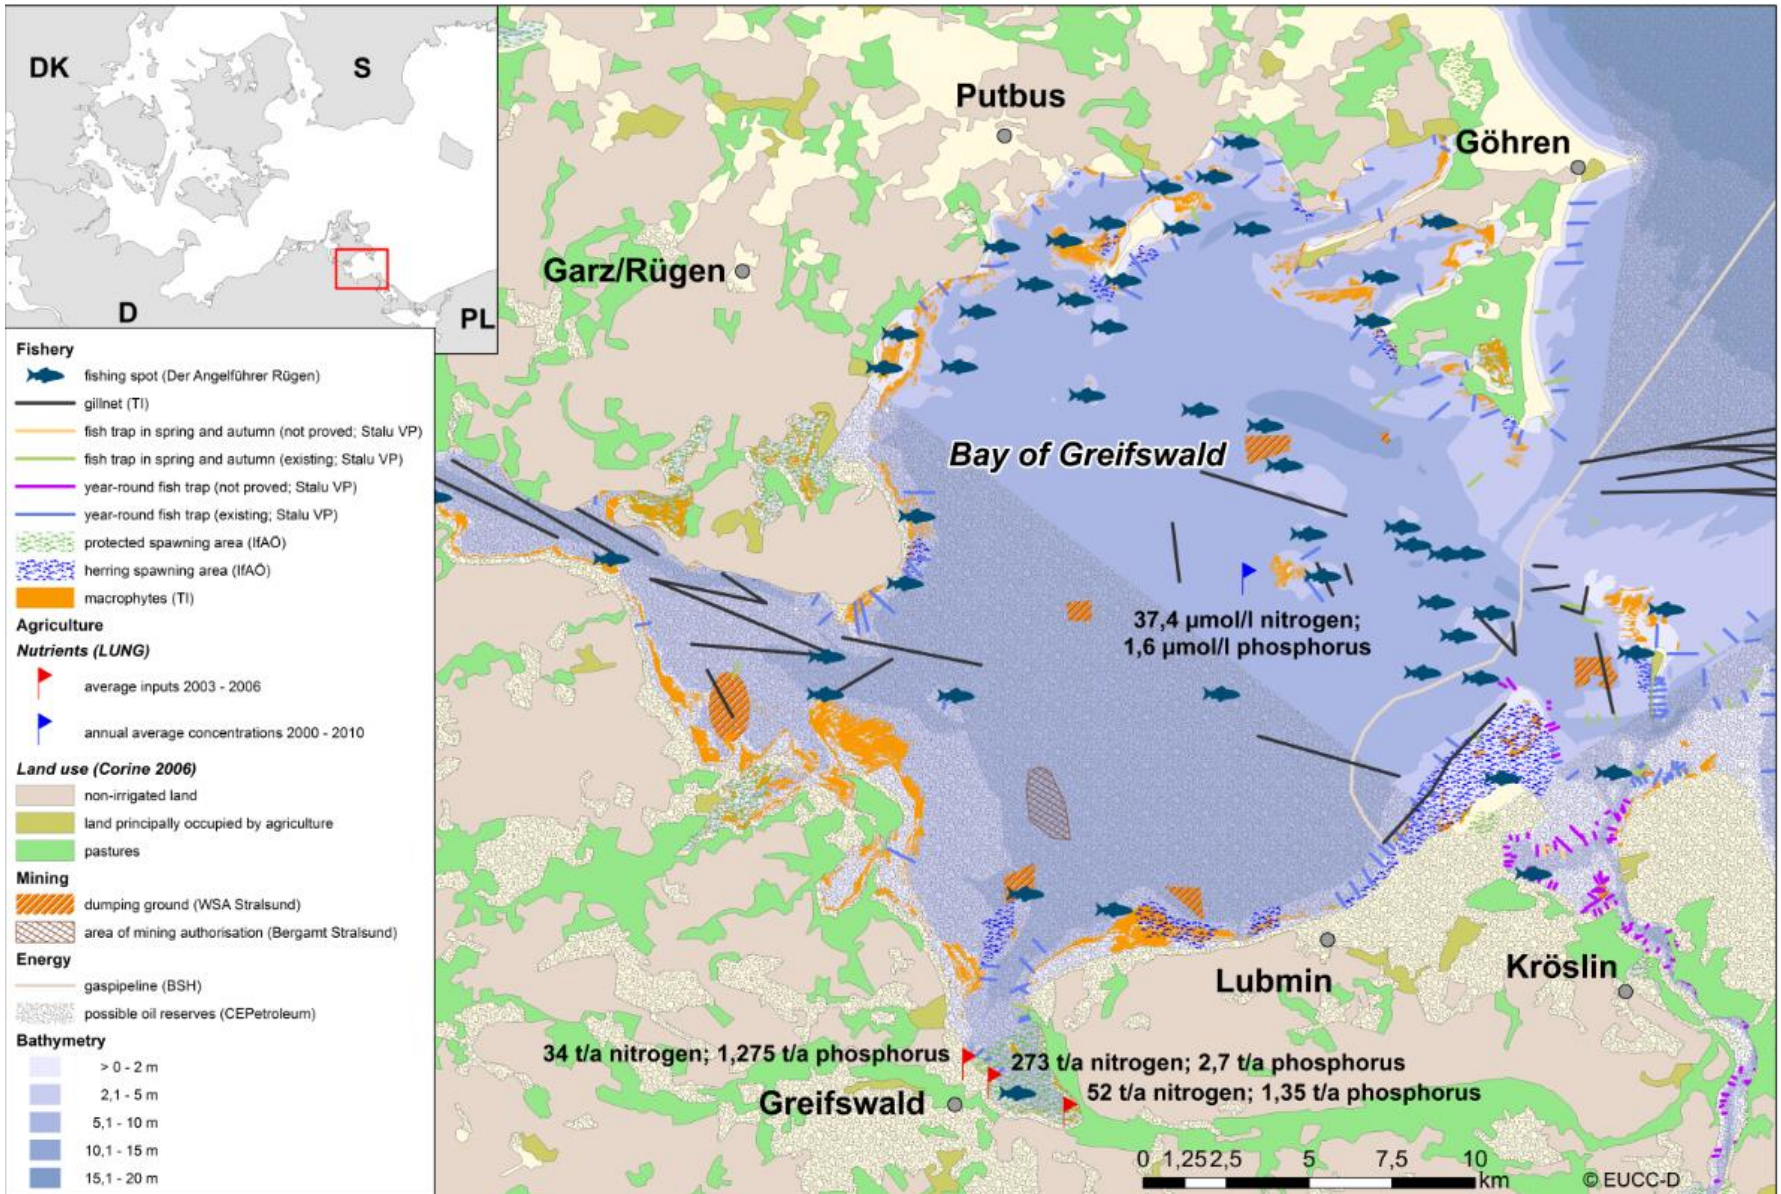 DK
S
D
PL
Fishery
fishing spot (Der Angelführer Rügen)
gillnet (TI)
fish trap in spring and autumn (not proved; Stalu VP)
fish trap in spring and autumn (existing; Stalu VP)
year-round fish trap (not proved; Stalu VP)
year-round fish trap (existing; Stalu VP)
protected spawning area (IfAÖ)
herring spawning area (IfAÖ)
macrophytes (TI)
Agriculture
Nutrients (LUNG)
average inputs 2003 - 2006
annual average concentrations 2000 - 2010
Land use (Corine 2006)
non-irrigated land
land principally occupied by agriculture
pastures
Mining
dumping ground (WSA Stralsund)
area of mining authorisation (Bergamt Stralsund)
Energy
gaspipeline (BSH)
possible oil reserves (CEPetroleum)
Bathymetry
> 0 - 2 m
2,1 - 5 m
5,1 - 10 m
10,1 - 15 m
15,1 - 20 m
Putbus
Göhren
Garz/Rügen
Bay of Greifswald
37,4 µmol/l nitrogen;
1,6 µmol/l phosphorus
Lubmin
Kröslin
34 t/a nitrogen; 1,275 t/a phosphorus
273 t/a nitrogen; 2,7 t/a phosphorus
52 t/a nitrogen; 1,35 t/a phosphorus
Greifswald
0 1,25 2,5 5 7,5 10
km
© EUCC-D